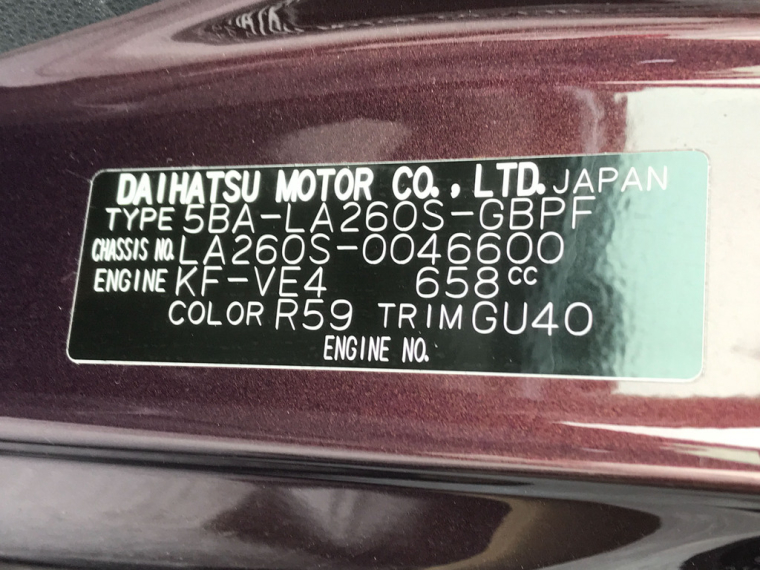 DAIHATSU MOTOR CO., LTD. JAPAN
TYPE 5BA-LA260S-GBPF
CHASSIS NO. LA260S-0046600
ENGINE KF-VE4 658cc
COLOR R59 TRIM GU40
ENGINE NO.